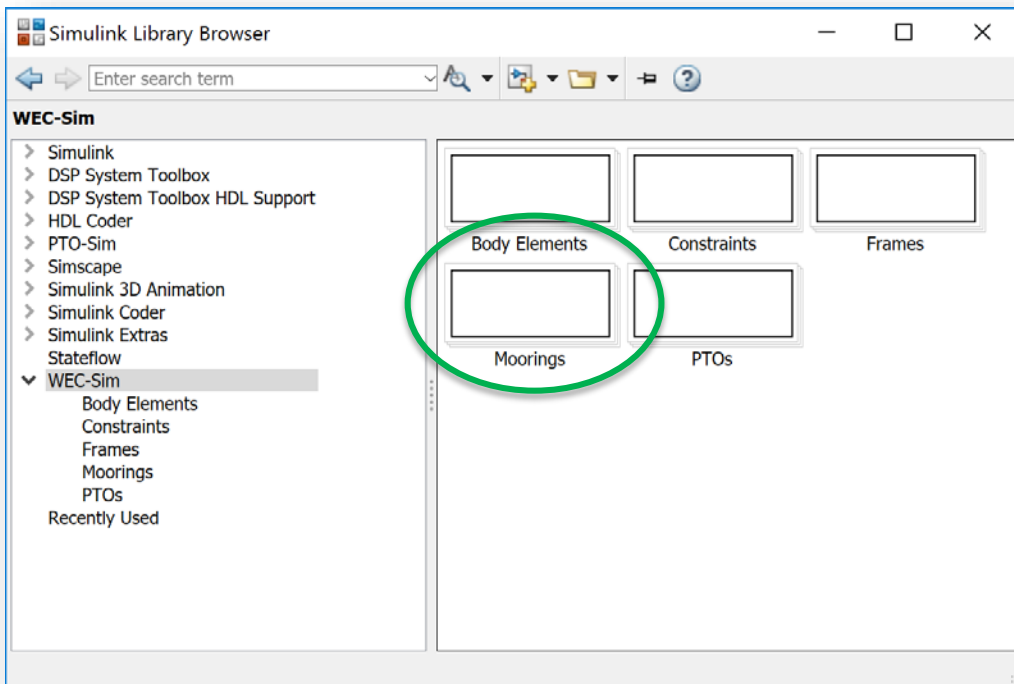 Simulink Library Browser
Enter search term
WEC-Sim
Simulink
DSP System Toolbox
DSP System Toolbox HDL Support
HDL Coder
PTO-Sim
Simscape
Simulink 3D Animation
Simulink Coder
Simulink Extras
Stateflow
WEC-Sim
Body Elements
Constraints
Frames
Moorings
PTOs
Recently Used
Body Elements Constraints Frames
Moorings PTOs